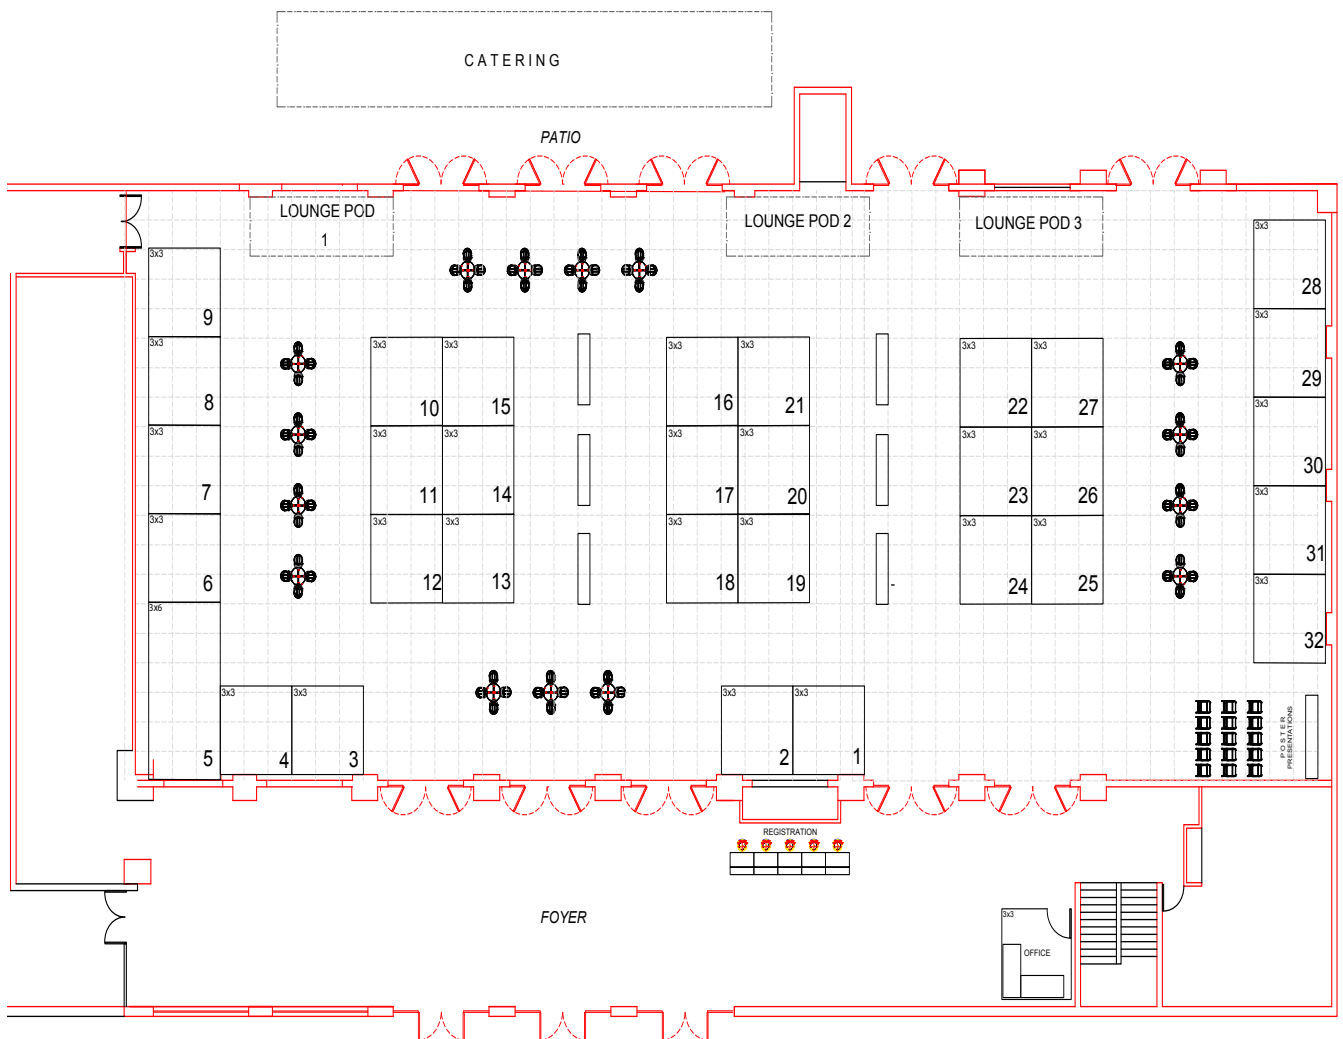 CATERING
PATIO
LOUNGE POD
1
LOUNGE POD 2
LOUNGE POD 3
3x3
28
3x3
9
3x3
29
3x3
8
3x3
10
3x3
15
3x3
16
3x3
21
3x3
22
3x3
27
3x3
30
3x3
7
3x3
11
3x3
14
3x3
17
3x3
20
3x3
23
3x3
26
3x3
31
3x3
6
3x3
12
3x3
13
3x3
18
3x3
19
3x3
24
3x3
25
3x3
32
3x6
5
3x3
4
3x3
3
3x3
2
3x3
1
POSTER
PRESENTATIONS
REGISTRATION
FOYER
3x3
OFFICE